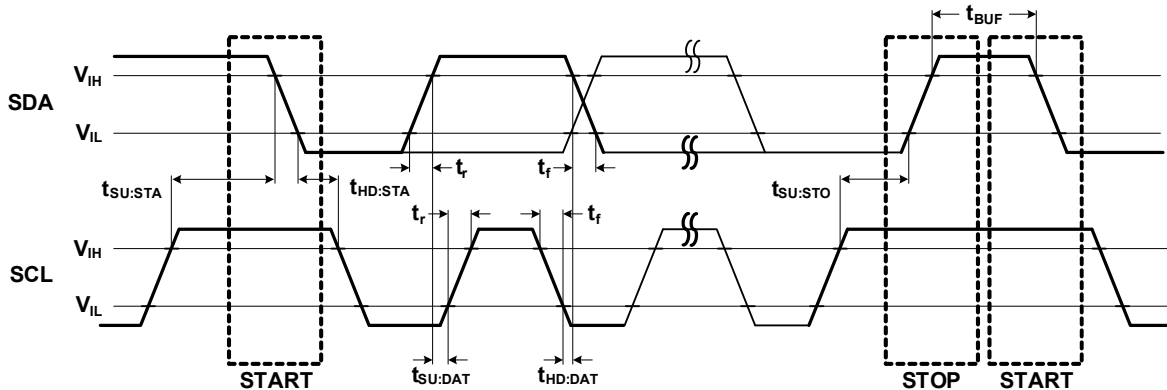 tBUF
VIH
SDA
VIL
tr
tf
tSU:STA
tHD:STA
tSU:STO
tr
tf
VIH
SCL
VIL
tSU:DAT
tHD:DAT
START
STOP
START